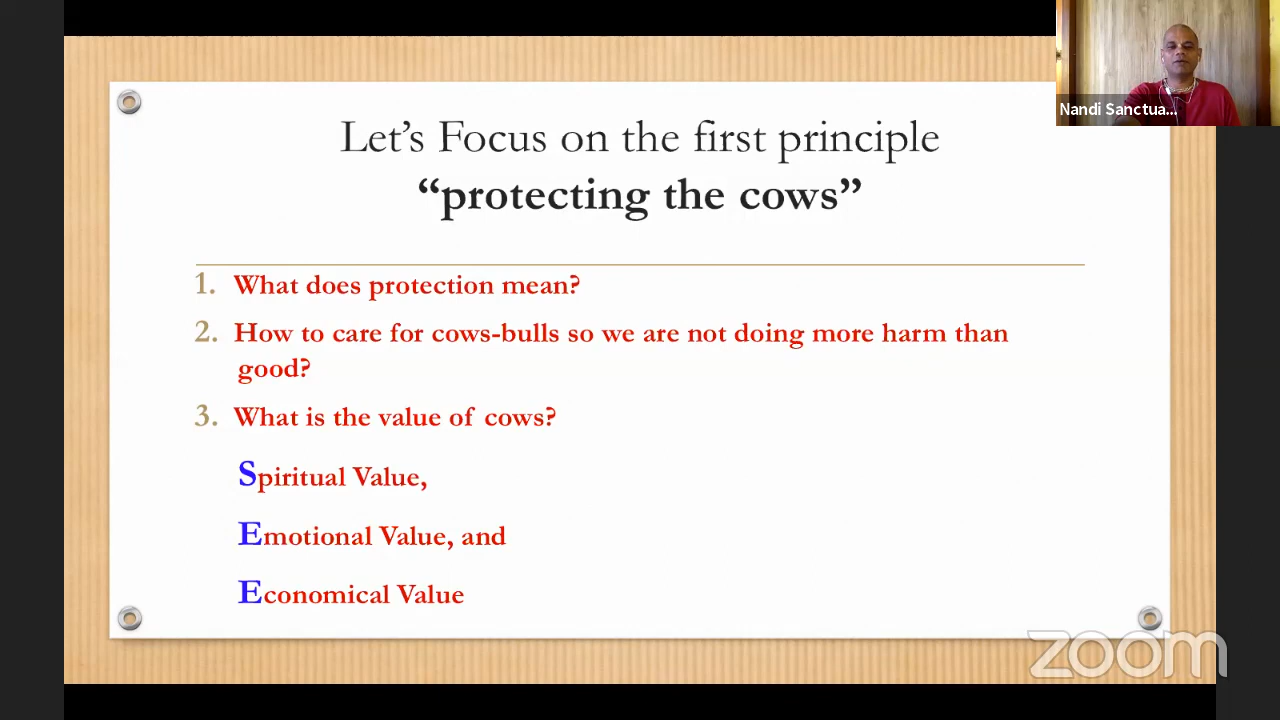 Let’s Focus on the first principle
“protecting the cows”
1. What does protection mean?
2. How to care for cows-bulls so we are not doing more harm than
good?
3. What is the value of cows?
Spiritual Value,
Emotional Value, and
Economical Value
Nandi Sanctua...
zoom